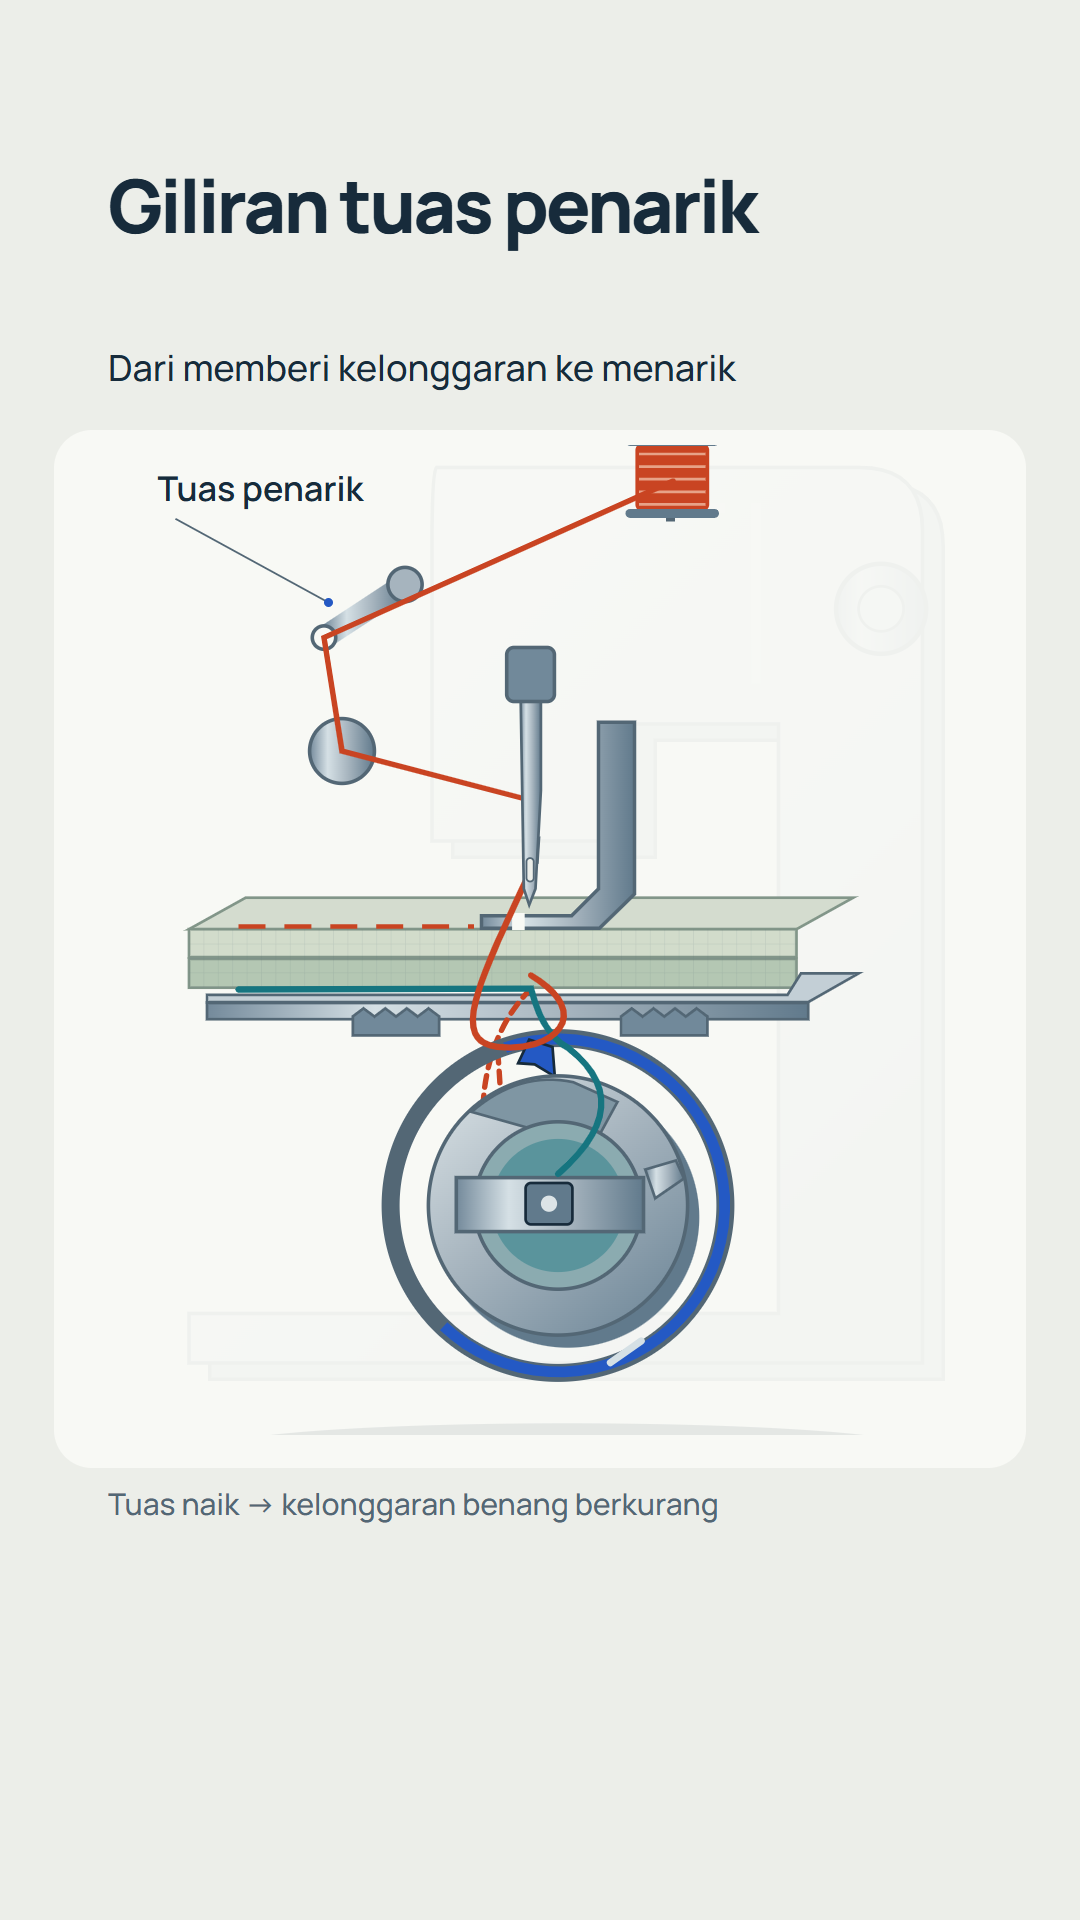 Giliran tuas penarik
Dari memberi kelonggaran ke menarik
Tuas penarik
Tuas naik → kelonggaran benang berkurang